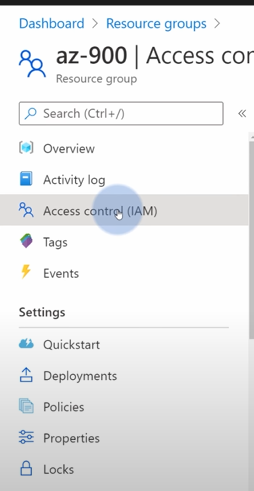 Dashboard > Resource groups >
az-900 | Access cor
Resource group
Search (Ctrl+/)
«
Overview
Activity log
Access control (IAM)
Tags
Events
Settings
Quickstart
Deployments
Policies
Properties
Locks